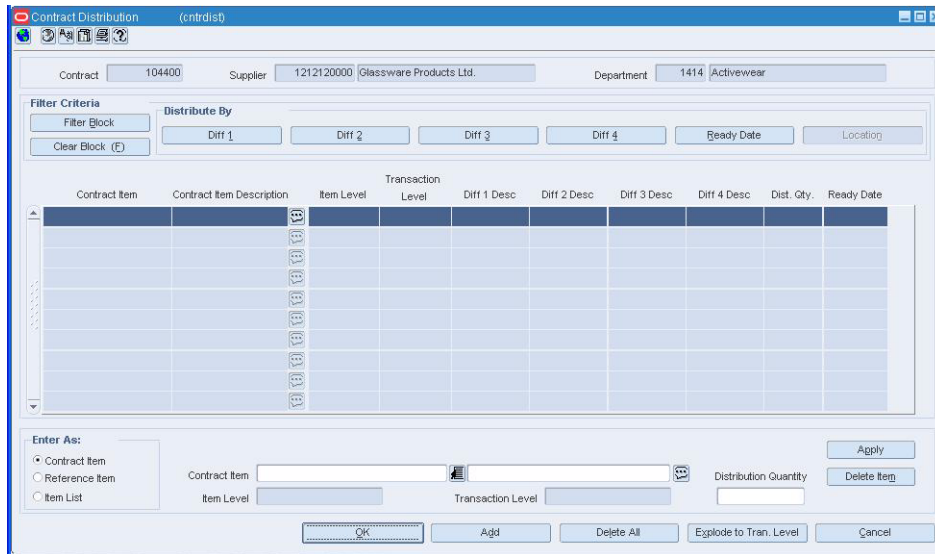 Contract Distribution (cntrdist)
Contract 104400 Supplier 1212120000 Glassware Products Ltd. Department 1414 Activewear
Filter Criteria
Filter Block
Clear Block (F)
Distribute By
Diff 1 Diff 2 Diff 3 Diff 4 Ready Date Location
Contract Item Contract Item Description Item Level Transaction Level Diff 1 Desc Diff 2 Desc Diff 3 Desc Diff 4 Desc Dist. Qty. Ready Date
Enter As:
Contract Item
Reference Item
Item List
Contract Item
Item Level Transaction Level
Distribution Quantity
Apply
Delete Item
OK Add Delete All Explode to Tran. Level Cancel